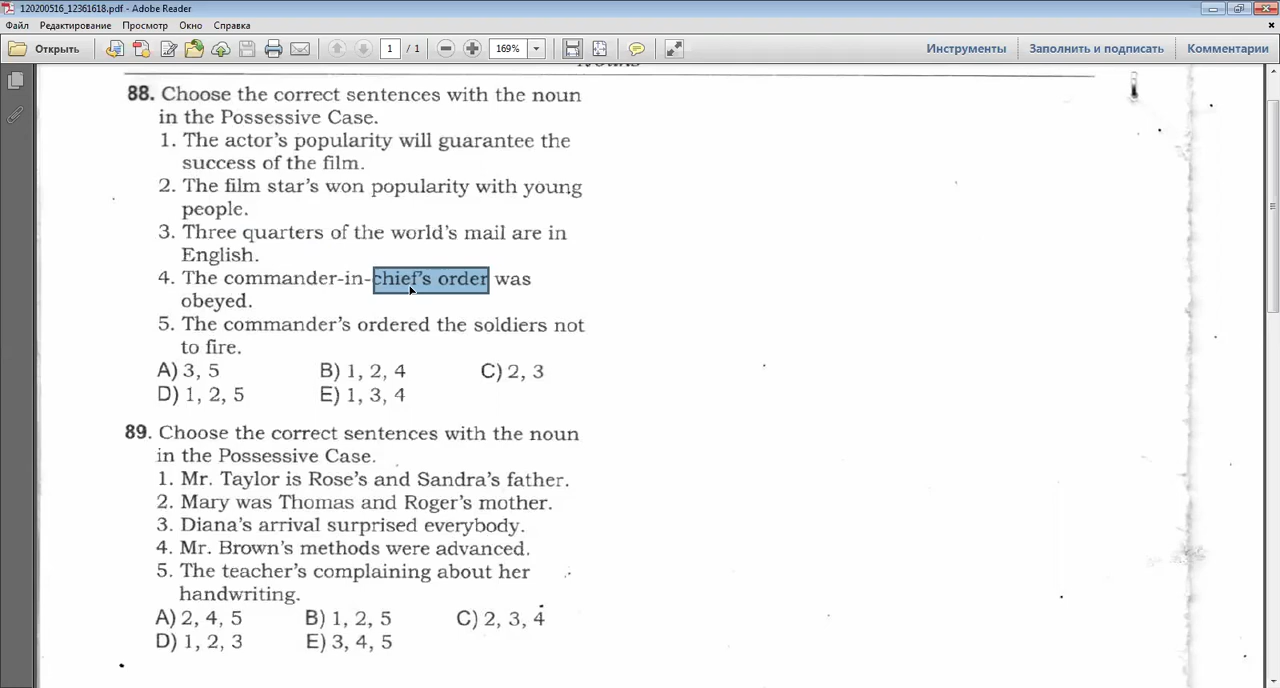 120200516_12361618.pdf - Adobe Reader
Файл Редактирование Просмотр Окно Справка
Открыть 1 / 1 169% Инструменты Заполнить и подписать Комментарии
Nouns
88. Choose the correct sentences with the noun
in the Possessive Case.
1. The actor's popularity will guarantee the
success of the film.
2. The film star's won popularity with young
people.
3. Three quarters of the world's mail are in
English.
4. The commander-in-chief's order was
obeyed.
5. The commander's ordered the soldiers not
to fire.
A) 3, 5 B) 1, 2, 4 C) 2, 3
D) 1, 2, 5 E) 1, 3, 4
89. Choose the correct sentences with the noun
in the Possessive Case.
1. Mr. Taylor is Rose's and Sandra's father.
2. Mary was Thomas and Roger's mother.
3. Diana's arrival surprised everybody.
4. Mr. Brown's methods were advanced.
5. The teacher's complaining about her
handwriting.
A) 2, 4, 5 B) 1, 2, 5 C) 2, 3, 4
D) 1, 2, 3 E) 3, 4, 5